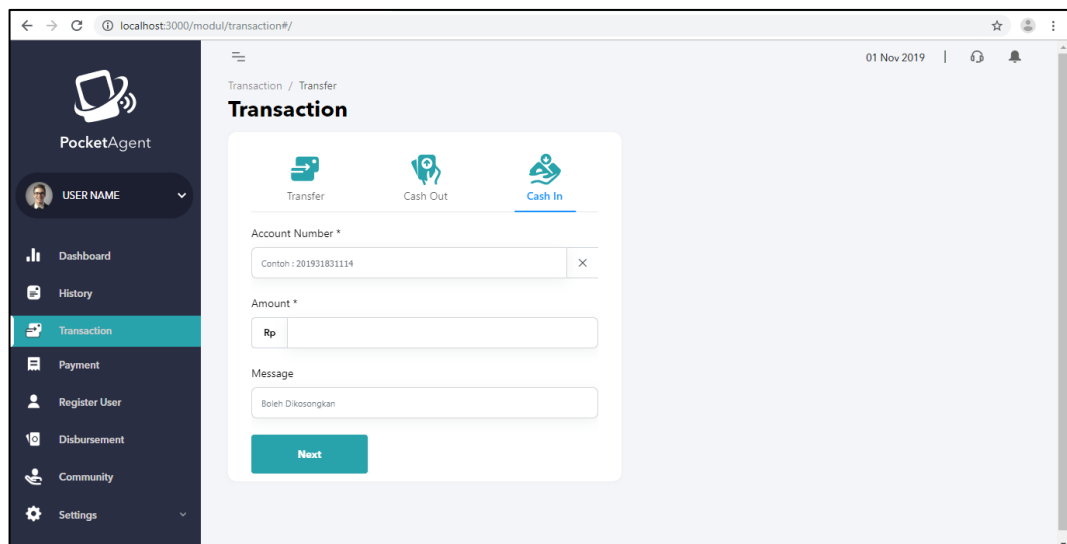 localhost:3000/modul/transaction#/
01 Nov 2019
PocketAgent
USER NAME
Dashboard
History
Transaction
Payment
Register User
Disbursement
Community
Settings
Transaction / Transfer
Transaction
Transfer
Cash Out
Cash In
Account Number *
Contoh : 201931831114
Amount *
Rp
Message
Boleh Dikosongkan
Next